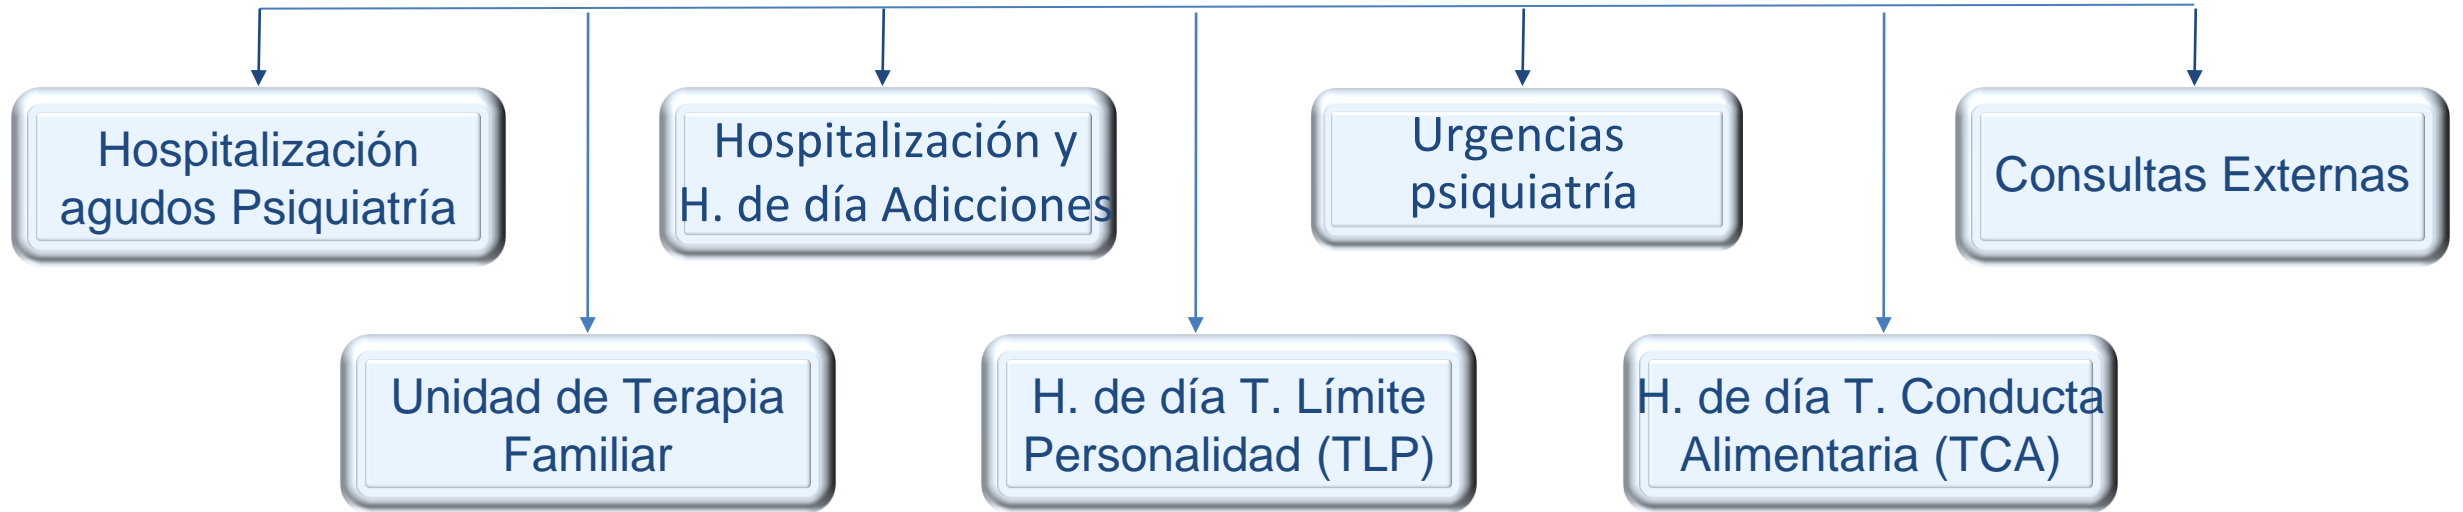 Hospitalización
agudos Psiquiatría
Hospitalización y
H. de día Adicciones
Urgencias
psiquiatría
Consultas Externas
Unidad de Terapia
Familiar
H. de día T. Límite
Personalidad (TLP)
H. de día T. Conducta
Alimentaria (TCA)